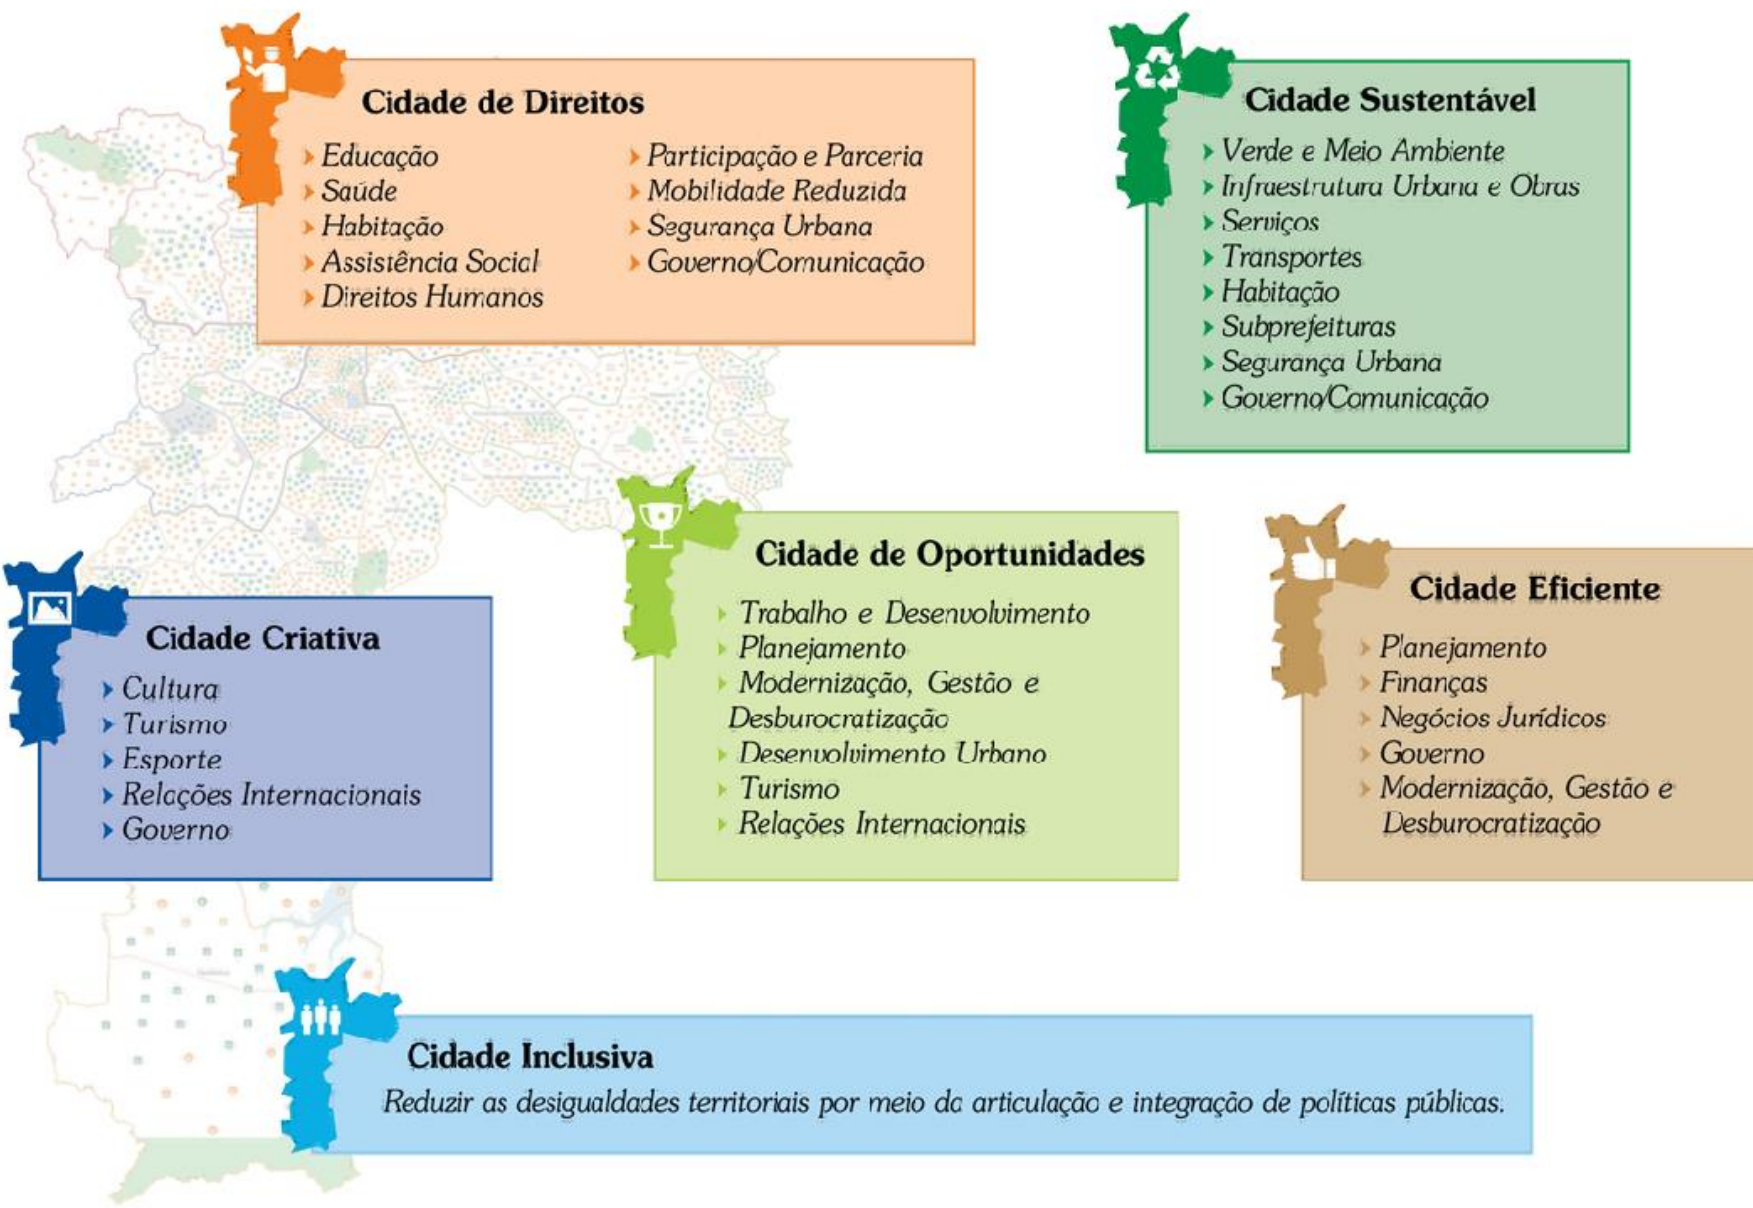 Cidade de Direitos
Educação
Saúde
Habitação
Assistência Social
Direitos Humanos
Participação e Parceria
Mobilidade Reduzida
Segurança Urbana
Governo/Comunicação
Cidade Sustentável
Verde e Meio Ambiente
Infraestrutura Urbana e Obras
Serviços
Transportes
Habitação
Subprefeituras
Segurança Urbana
Governo/Comunicação
Cidade Criativa
Cultura
Turismo
Esporte
Relações Internacionais
Governo
Cidade de Oportunidades
Trabalho e Desenvolvimento
Planejamento
Modernização, Gestão e
Desburocratização
Desenvolvimento Urbano
Turismo
Relações Internacionais
Cidade Eficiente
Planejamento
Finanças
Negócios Jurídicos
Governo
Modernização, Gestão e
Desburocratização
Cidade Inclusiva
Reduzir as desigualdades territoriais por meio da articulação e integração de políticas públicas.